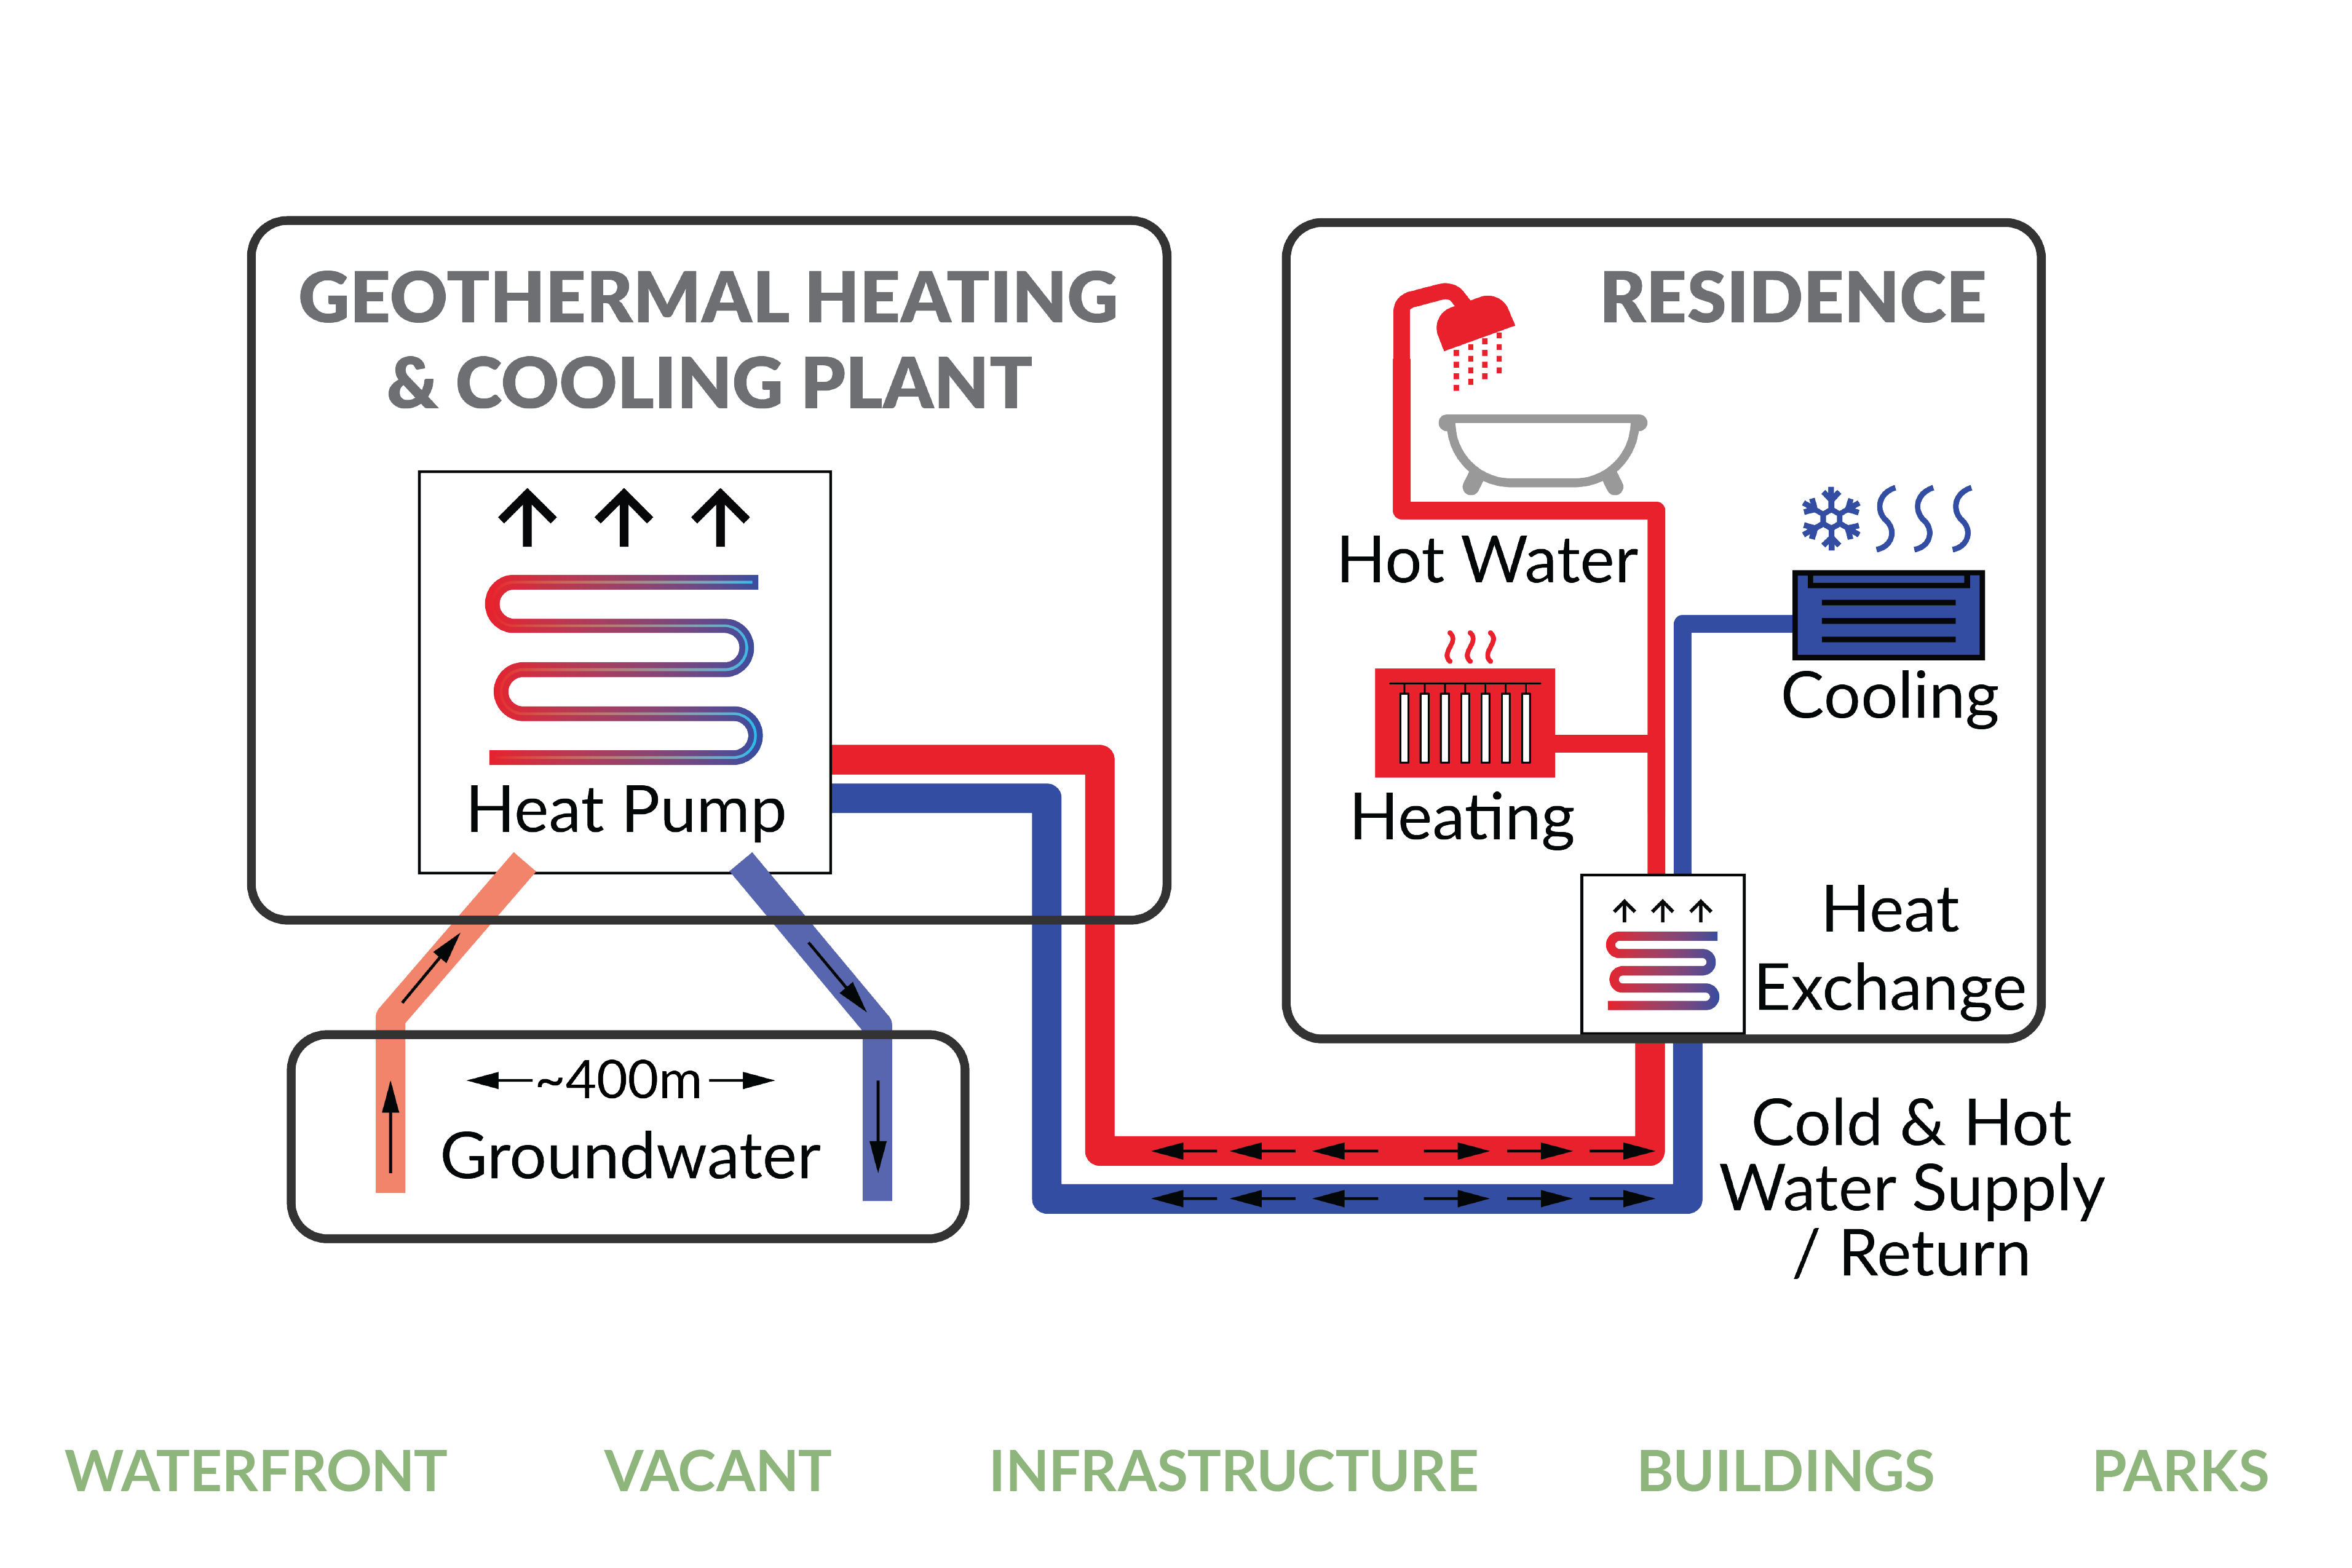 GEOTHERMAL HEATING
& COOLING PLANT
Heat Pump
~400m
Groundwater
RESIDENCE
Hot Water
Heating
Cooling
Heat
Exchange
Cold & Hot
Water Supply
/ Return
WATERFRONT VACANT INFRASTRUCTURE BUILDINGS PARKS